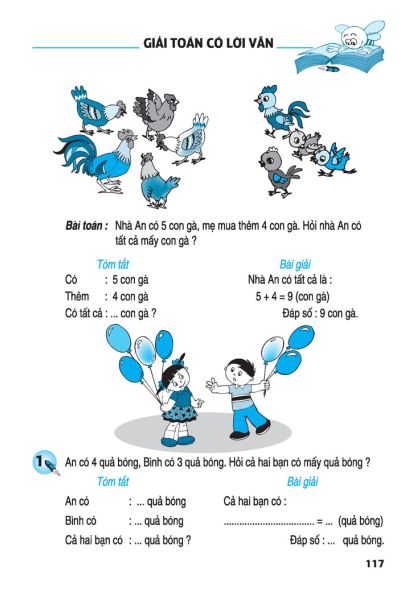 GIẢI TOÁN CÓ LỜI VĂN
Bài toán : Nhà An có 5 con gà, mẹ mua thêm 4 con gà. Hỏi nhà An có
tất cả mấy con gà ?
Tóm tắt
Có : 5 con gà
Thêm : 4 con gà
Có tất cả : ... con gà ?
Bài giải
Nhà An có tất cả là :
5 + 4 = 9 (con gà)
Đáp số : 9 con gà.
1 An có 4 quả bóng, Bình có 3 quả bóng. Hỏi cả hai bạn có mấy quả bóng ?
Tóm tắt
An có : ... quả bóng
Bình có : ... quả bóng
Cả hai bạn có : ... quả bóng ?
Bài giải
Cả hai bạn có :
.................................. = ... (quả bóng)
Đáp số : ... quả bóng.
117